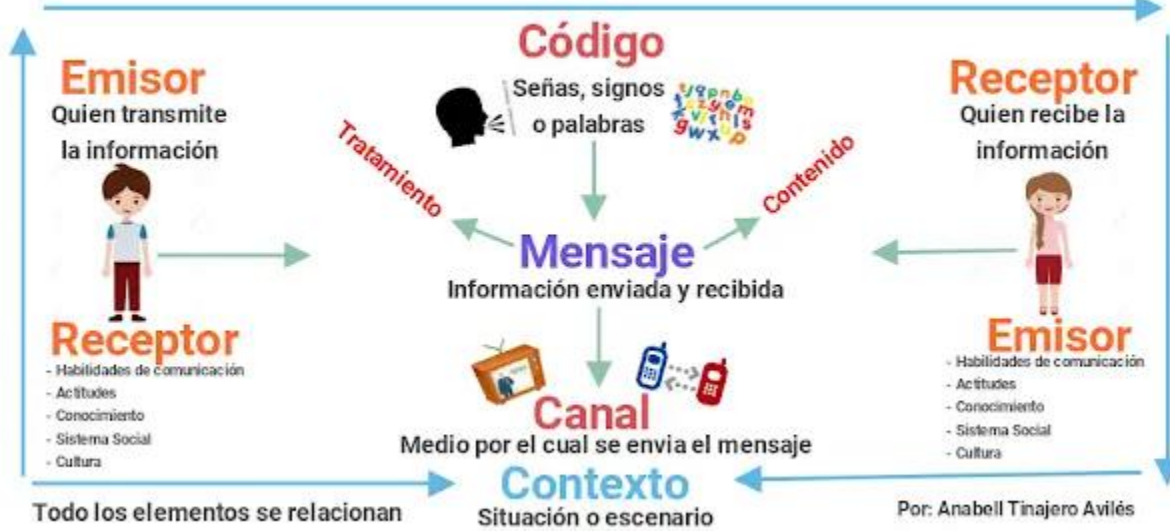 Código
Señas, signos
o palabras
Emisor
Quien transmite
la información
Receptor
Quien recibe la
información
Tratamiento
Contenido
Mensaje
Información enviada y recibida
Receptor
- Habilidades de comunicación
- Actitudes
- Conocimiento
- Sistema Social
- Cultura
Emisor
- Habilidades de comunicación
- Actitudes
- Conocimiento
- Sistema Social
- Cultura
Canal
Medio por el cual se envia el mensaje
Contexto
Situación o escenario
Todo los elementos se relacionan
Por: Anabell Tinajero Avilés